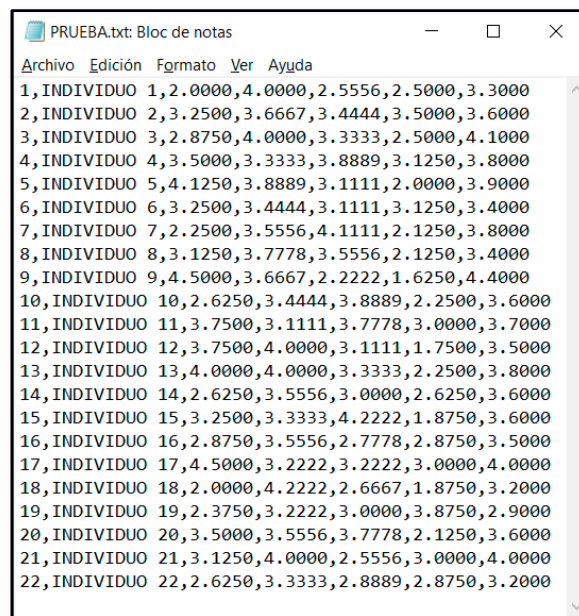 PRUEBA.txt: Bloc de notas
Archivo Edición Formato Ver Ayuda
1,INDIVIDUO 1,2.0000,4.0000,2.5556,2.5000,3.3000
2,INDIVIDUO 2,3.2500,3.6667,3.4444,3.5000,3.6000
3,INDIVIDUO 3,2.8750,4.0000,3.3333,2.5000,4.1000
4,INDIVIDUO 4,3.5000,3.3333,3.8889,3.1250,3.8000
5,INDIVIDUO 5,4.1250,3.8889,3.1111,2.0000,3.9000
6,INDIVIDUO 6,3.2500,3.4444,3.1111,3.1250,3.4000
7,INDIVIDUO 7,2.2500,3.5556,4.1111,2.1250,3.8000
8,INDIVIDUO 8,3.1250,3.7778,3.5556,2.1250,3.4000
9,INDIVIDUO 9,4.5000,3.6667,2.2222,1.6250,4.4000
10,INDIVIDUO 10,2.6250,3.4444,3.8889,2.2500,3.6000
11,INDIVIDUO 11,3.7500,3.1111,3.7778,3.0000,3.7000
12,INDIVIDUO 12,3.7500,4.0000,3.1111,1.7500,3.5000
13,INDIVIDUO 13,4.0000,4.0000,3.3333,2.2500,3.8000
14,INDIVIDUO 14,2.6250,3.5556,3.0000,2.6250,3.6000
15,INDIVIDUO 15,3.2500,3.3333,4.2222,1.8750,3.6000
16,INDIVIDUO 16,2.8750,3.5556,2.7778,2.8750,3.5000
17,INDIVIDUO 17,4.5000,3.2222,3.2222,3.0000,4.0000
18,INDIVIDUO 18,2.0000,4.2222,2.6667,1.8750,3.2000
19,INDIVIDUO 19,2.3750,3.2222,3.0000,3.8750,2.9000
20,INDIVIDUO 20,3.5000,3.5556,3.7778,2.1250,3.6000
21,INDIVIDUO 21,3.1250,4.0000,2.5556,3.0000,4.0000
22,INDIVIDUO 22,2.6250,3.3333,2.8889,2.8750,3.2000